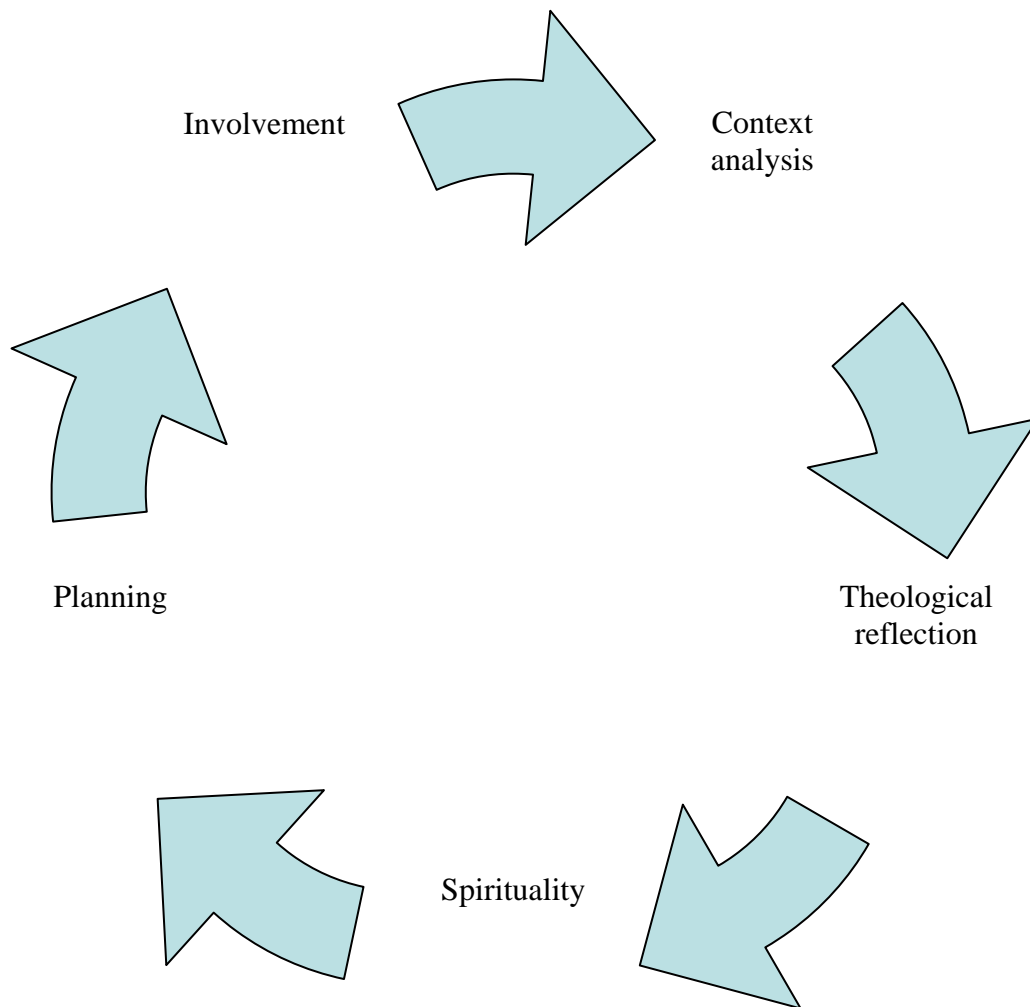 Involvement
Context
analysis
Theological
reflection
Spirituality
Planning